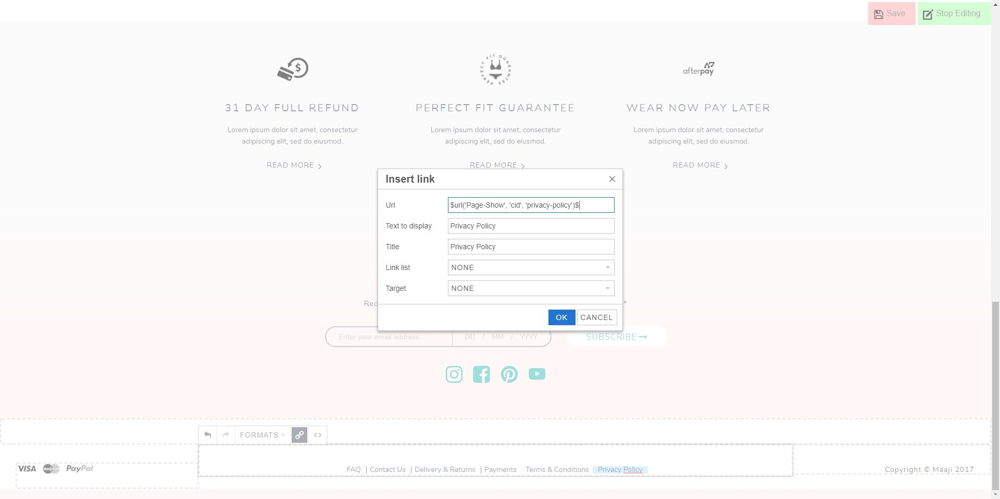 Save
Stop Editing
PERFECT FIT GUARANTEE
afterpay
31 DAY FULL REFUND
PERFECT FIT GUARANTEE
WEAR NOW PAY LATER
Lorem ipsum dolor sit amet, consectetur
adipiscing elit, sed do eiusmod.
Lorem ipsum dolor sit amet, consectetur
adipiscing elit, sed do eiusmod.
Lorem ipsum dolor sit amet, consectetur
adipiscing elit, sed do eiusmod.
READ MORE
READ MORE
READ MORE
Insert link
Url
$url('Page-Show', 'cid', 'privacy-policy')$
Text to display
Privacy Policy
Title
Privacy Policy
Link list
NONE
Target
NONE
Rec
*
OK
CANCEL
Enter your email address
DD / MM / YYYY
SUBSCRIBE
FORMATS
VISA MasterCard PayPal
FAQ | Contact Us | Delivery & Returns | Payments | Terms & Conditions
Privacy Policy
Copyright © Maaji 2017